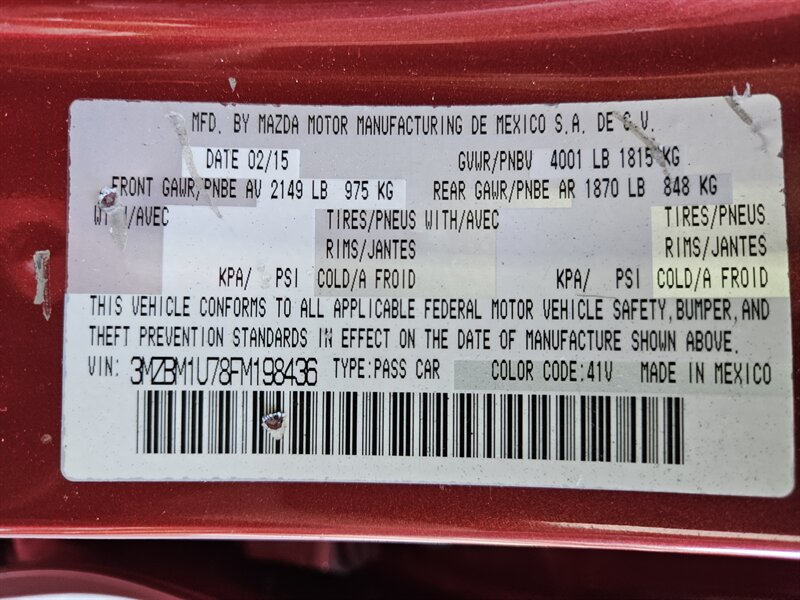 MFD. BY MAZDA MOTOR MANUFACTURING DE MEXICO S.A. DE C.V.
DATE 02/15 GVWR/PNBV 4001 LB 1815 KG
FRONT GAWR/PNBE AV 2149 LB 975 KG REAR GAWR/PNBE AR 1870 LB 848 KG
WITH/AVEC TIRES/PNEUS WITH/AVEC TIRES/PNEUS
RIMS/JANTES RIMS/JANTES
KPA/ PSI COLD/A FROID KPA/ PSI COLD/A FROID
THIS VEHICLE CONFORMS TO ALL APPLICABLE FEDERAL MOTOR VEHICLE SAFETY, BUMPER, AND
THEFT PREVENTION STANDARDS IN EFFECT ON THE DATE OF MANUFACTURE SHOWN ABOVE.
VIN: 3MZBM1U78FM198436 TYPE:PASS CAR COLOR CODE:41V MADE IN MEXICO